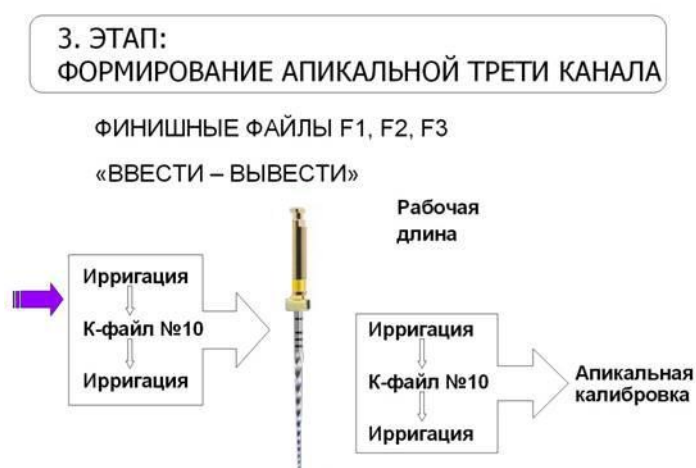 3. ЭТАП:
ФОРМИРОВАНИЕ АПИКАЛЬНОЙ ТРЕТИ КАНАЛА
ФИНИШНЫЕ ФАЙЛЫ F1, F2, F3
«ВВЕСТИ – ВЫВЕСТИ»
Рабочая
длина
Ирригация
К-файл №10
Ирригация
Ирригация
К-файл №10
Ирригация
Апикальная
калибровка